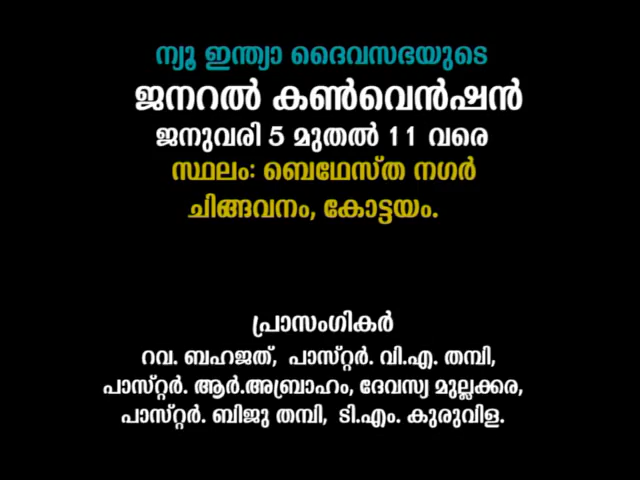 ന്യൂ ഇന്ത്യാ ദൈവസഭയുടെ
ജനറൽ കൺവെൻഷൻ
ജനുവരി 5 മുതൽ 11 വരെ
സ്ഥലം: ബെഥേസ്ത നഗർ
ചിങ്ങവനം, കോട്ടയം.
പ്രാസംഗികർ
റവ. ബഹജത്, പാസ്റ്റർ. വി.എ. തമ്പി,
പാസ്റ്റർ. ആർ.അബ്രാഹം, ദേവസ്യ മുല്ലക്കര,
പാസ്റ്റർ. ബിജു തമ്പി, ടി.എം. കുരുവിള.